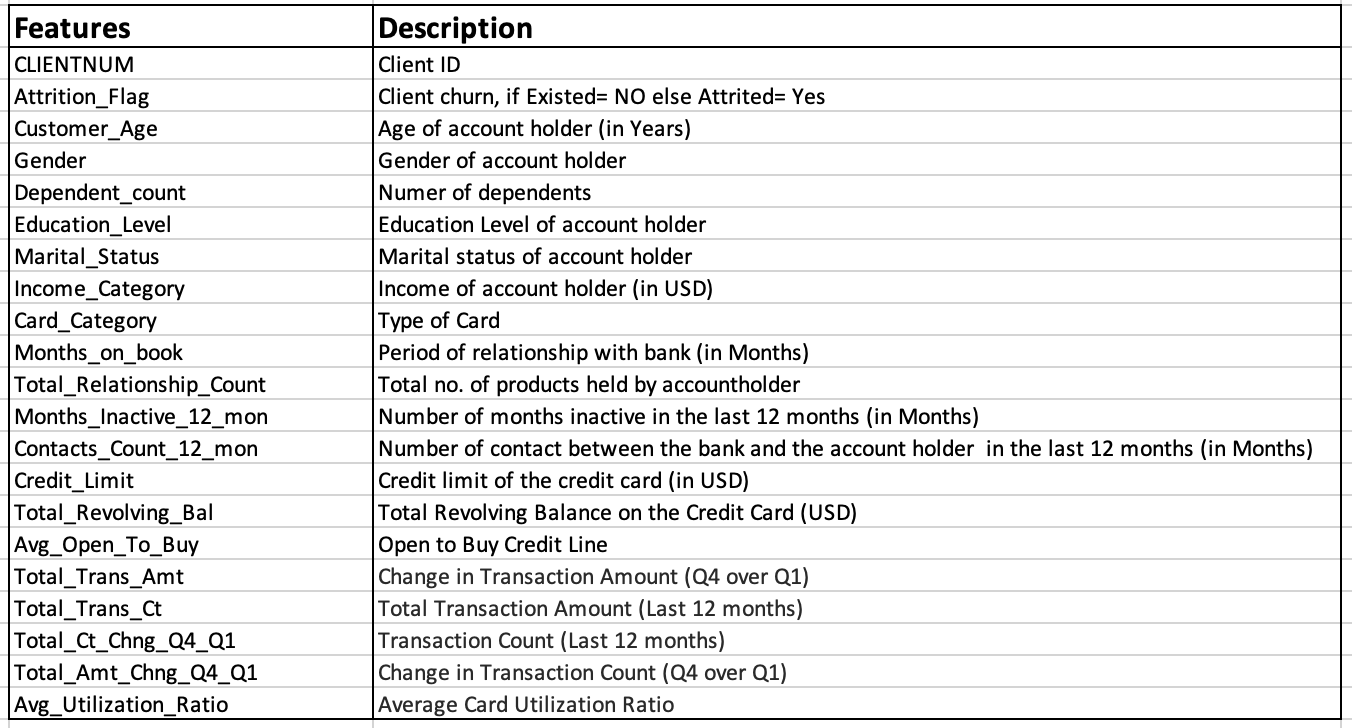 Features Description
CLIENTNUM Client ID
Attrition_Flag Client churn, if Existed= NO else Attrited= Yes
Customer_Age Age of account holder (in Years)
Gender Gender of account holder
Dependent_count Numer of dependents
Education_Level Education Level of account holder
Marital_Status Marital status of account holder
Income_Category Income of account holder (in USD)
Card_Category Type of Card
Months_on_book Period of relationship with bank (in Months)
Total_Relationship_Count Total no. of products held by accountholder
Months_Inactive_12_mon Number of months inactive in the last 12 months (in Months)
Contacts_Count_12_mon Number of contact between the bank and the account holder  in the last 12 months (in Months)
Credit_Limit Credit limit of the credit card (in USD)
Total_Revolving_Bal Total Revolving Balance on the Credit Card (USD)
Avg_Open_To_Buy Open to Buy Credit Line
Total_Trans_Amt Change in Transaction Amount (Q4 over Q1)
Total_Trans_Ct Total Transaction Amount (Last 12 months)
Total_Ct_Chng_Q4_Q1 Transaction Count (Last 12 months)
Total_Amt_Chng_Q4_Q1 Change in Transaction Count (Q4 over Q1)
Avg_Utilization_Ratio Average Card Utilization Ratio